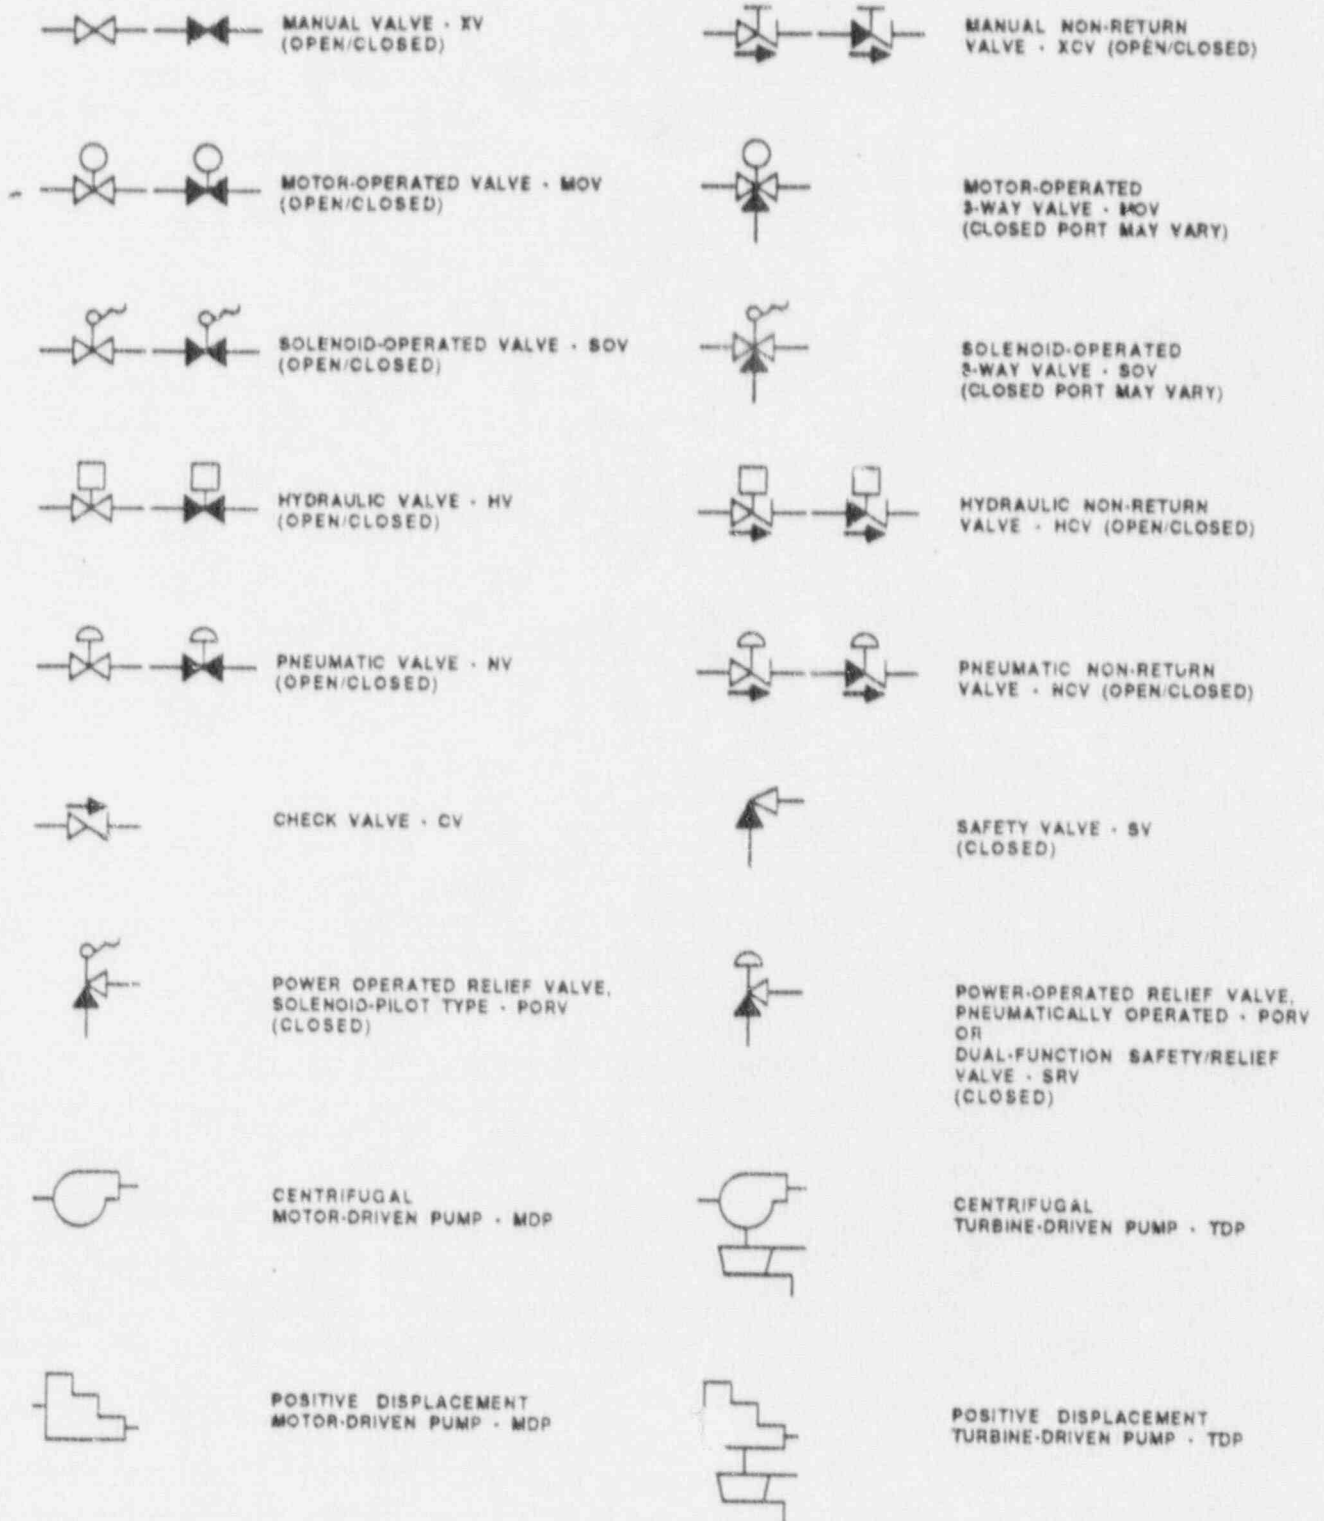 MANUAL VALVE - XV
(OPEN/CLOSED)
MANUAL NON-RETURN
VALVE - XCV (OPEN/CLOSED)
MOTOR-OPERATED VALVE - MOV
(OPEN/CLOSED)
MOTOR-OPERATED
3-WAY VALVE - MOV
(CLOSED PORT MAY VARY)
SOLENOID-OPERATED VALVE - SOV
(OPEN/CLOSED)
SOLENOID-OPERATED
3-WAY VALVE - SOV
(CLOSED PORT MAY VARY)
HYDRAULIC VALVE - HV
(OPEN/CLOSED)
HYDRAULIC NON-RETURN
VALVE - HCV (OPEN/CLOSED)
PNEUMATIC VALVE - NV
(OPEN/CLOSED)
PNEUMATIC NON-RETURN
VALVE - NCV (OPEN/CLOSED)
CHECK VALVE - CV
SAFETY VALVE - SV
(CLOSED)
POWER OPERATED RELIEF VALVE,
SOLENOID-PILOT TYPE - PORV
(CLOSED)
POWER-OPERATED RELIEF VALVE,
PNEUMATICALLY OPERATED - PORV
OR
DUAL-FUNCTION SAFETY/RELIEF
VALVE - SRV
(CLOSED)
CENTRIFUGAL
MOTOR-DRIVEN PUMP - MDP
CENTRIFUGAL
TURBINE-DRIVEN PUMP - TDP
POSITIVE DISPLACEMENT
MOTOR-DRIVEN PUMP - MDP
POSITIVE DISPLACEMENT
TURBINE-DRIVEN PUMP - TDP